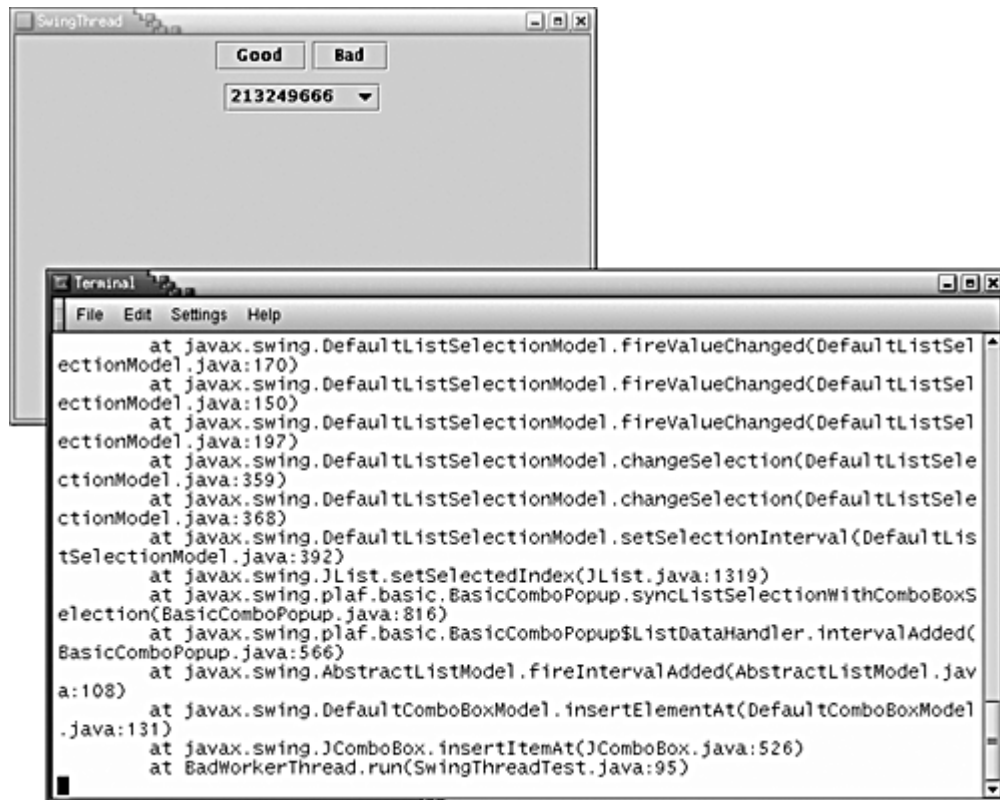 SwingThread
Good Bad
213249666
Terminal
File Edit Settings Help
at javax.swing.DefaultListSelectionModel.fireValueChanged(DefaultListSel
ectionModel.java:170)
at javax.swing.DefaultListSelectionModel.fireValueChanged(DefaultListSel
ectionModel.java:150)
at javax.swing.DefaultListSelectionModel.fireValueChanged(DefaultListSel
ectionModel.java:197)
at javax.swing.DefaultListSelectionModel.changeSelection(DefaultListSele
ctionModel.java:359)
at javax.swing.DefaultListSelectionModel.changeSelection(DefaultListSele
ctionModel.java:368)
at javax.swing.DefaultListSelectionModel.setSelectionInterval(DefaultLis
tSelectionModel.java:392)
at javax.swing.JList.setSelectedIndex(JList.java:1319)
at javax.swing.plaf.basic.BasicComboPopup.syncListSelectionWithComboBoxS
election(BasicComboPopup.java:816)
at javax.swing.plaf.basic.BasicComboPopup$ListDataHandler.intervalAdded(
BasicComboPopup.java:566)
at javax.swing.AbstractListModel.fireIntervalAdded(AbstractListModel.jav
a:108)
at javax.swing.DefaultComboBoxModel.insertElementAt(DefaultComboBoxModel
.java:131)
at javax.swing.JComboBox.insertItemAt(JComboBox.java:526)
at BadWorkerThread.run(SwingThreadTest.java:95)